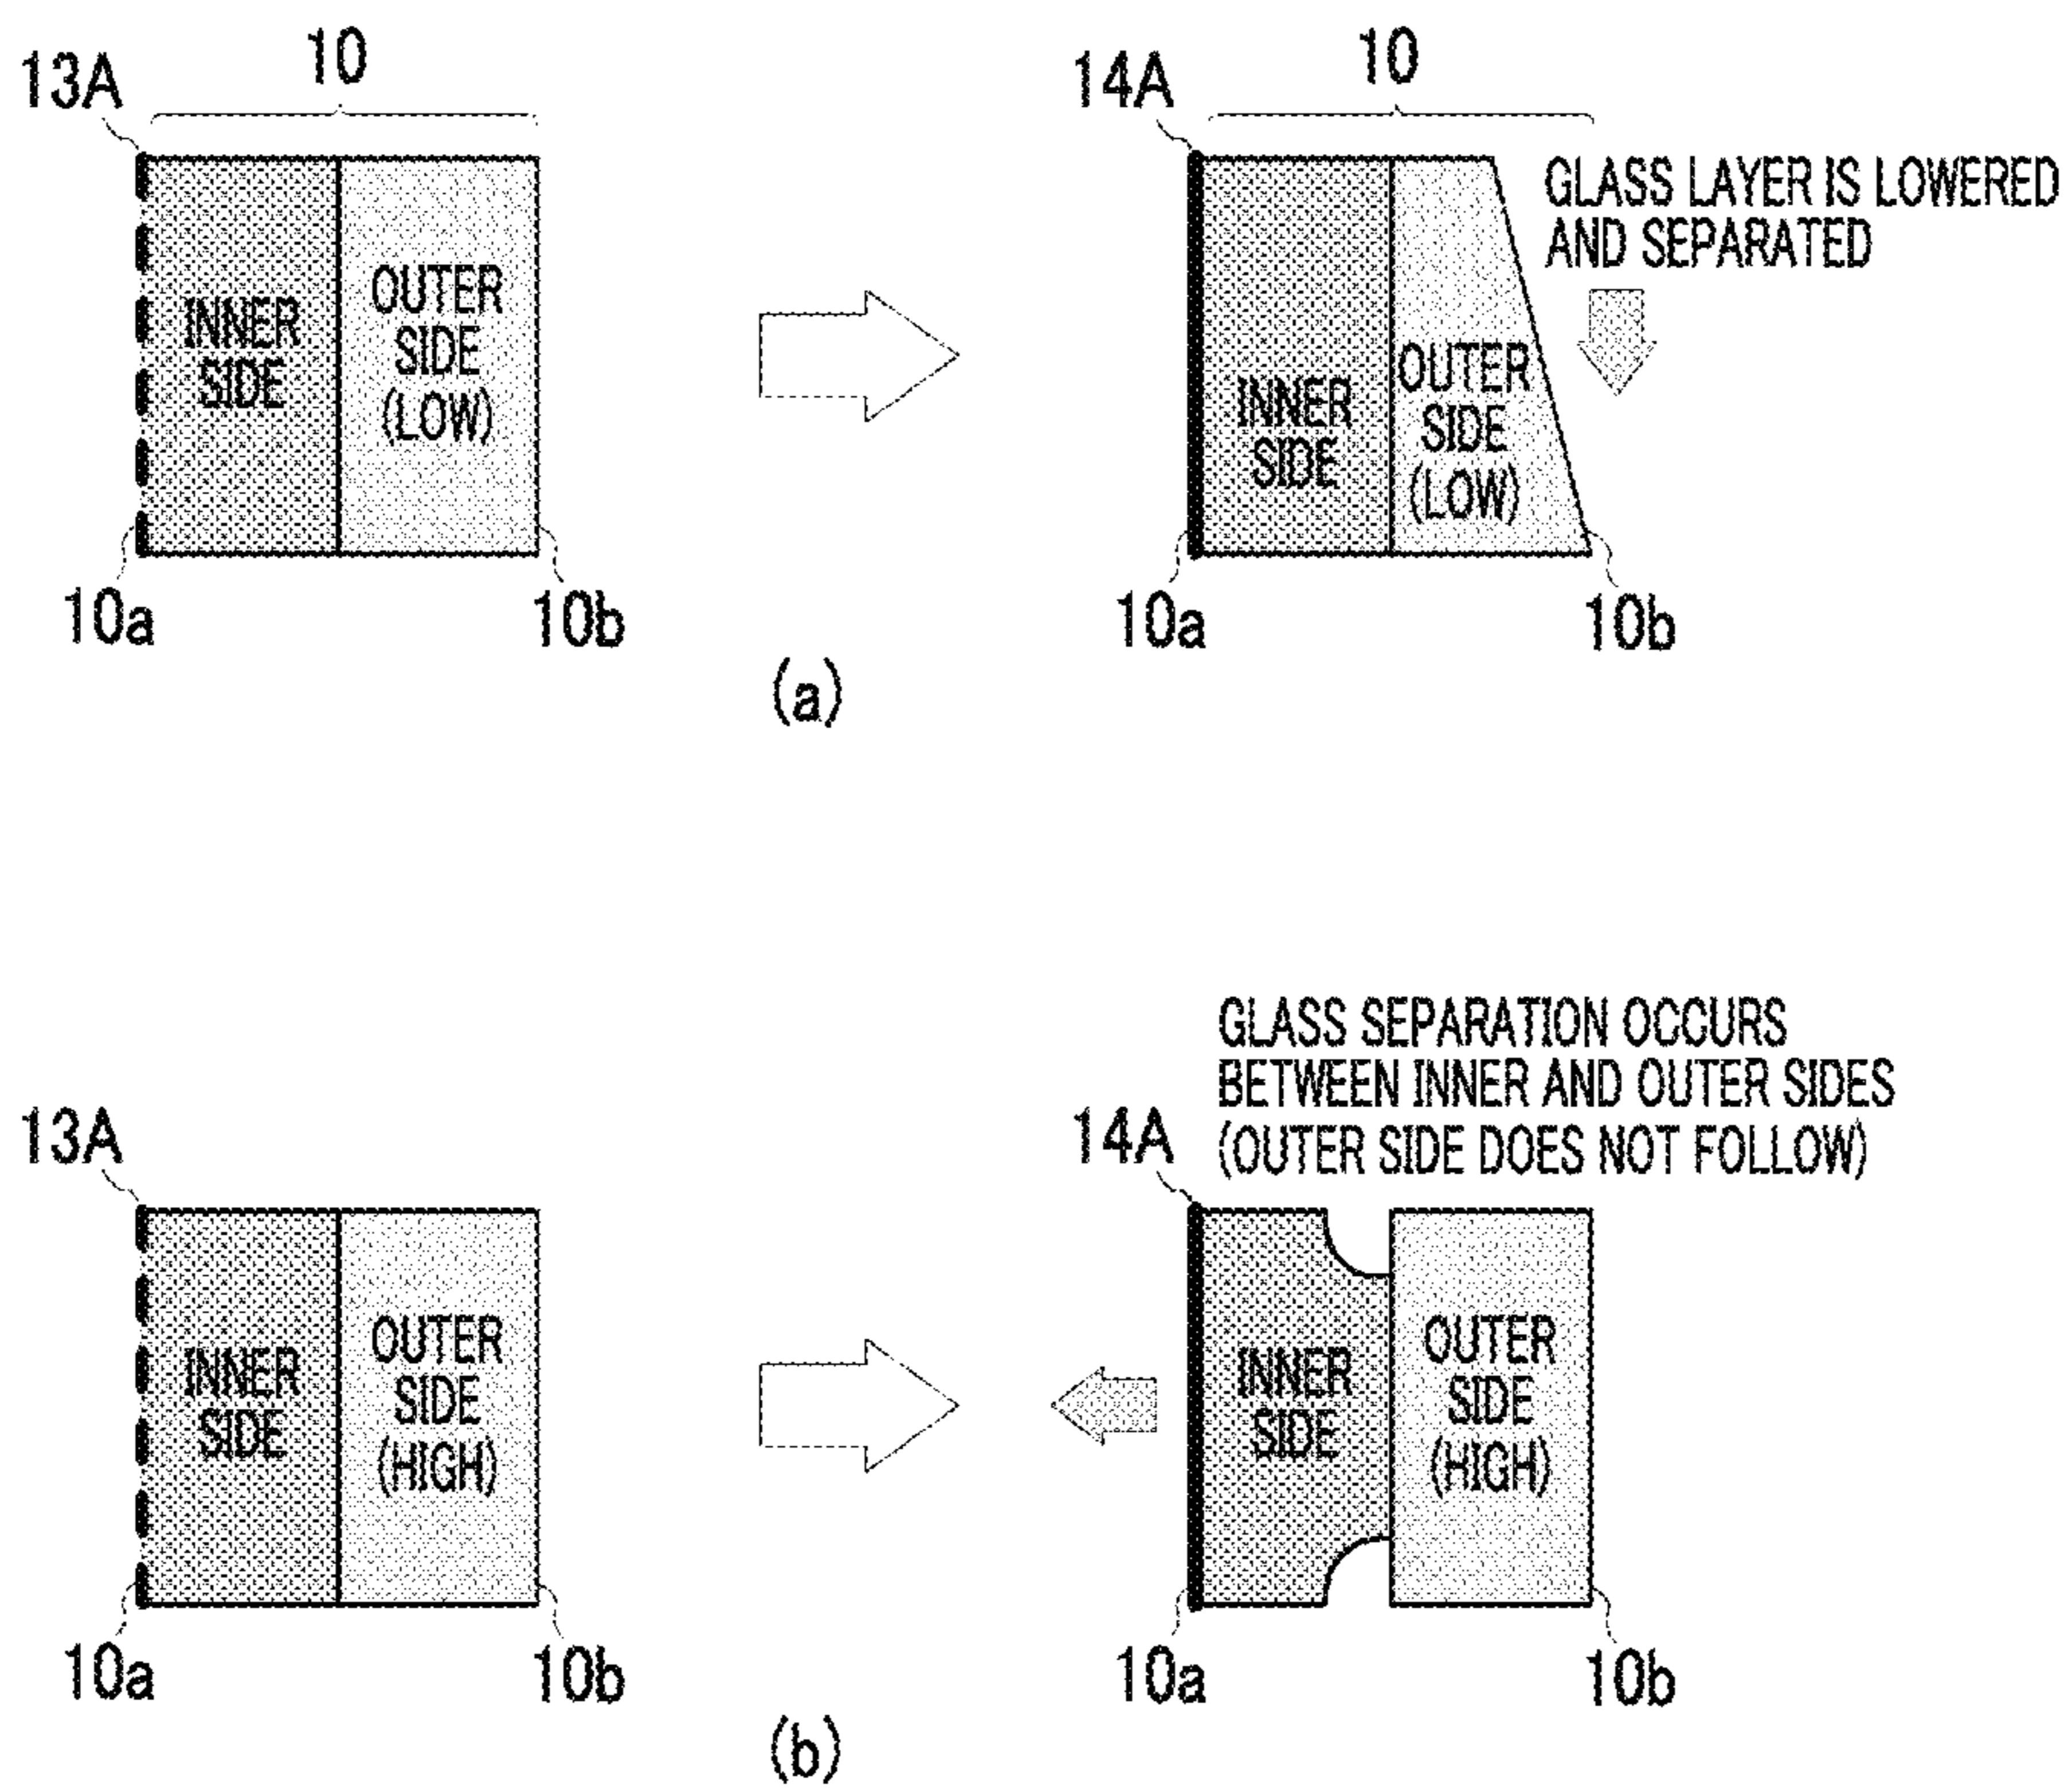 10
13A
INNER
SIDE
OUTER
SIDE
(LOW)
10a
10b
10
14A
GLASS LAYER IS LOWERED
AND SEPARATED
INNER
SIDE
OUTER
SIDE
(LOW)
10a
10b
(a)
13A
INNER
SIDE
OUTER
SIDE
(HIGH)
10a
10b
GLASS SEPARATION OCCURS
BETWEEN INNER AND OUTER SIDES
(OUTER SIDE DOES NOT FOLLOW)
14A
INNER
SIDE
OUTER
SIDE
(HIGH)
10a
10b
(b)